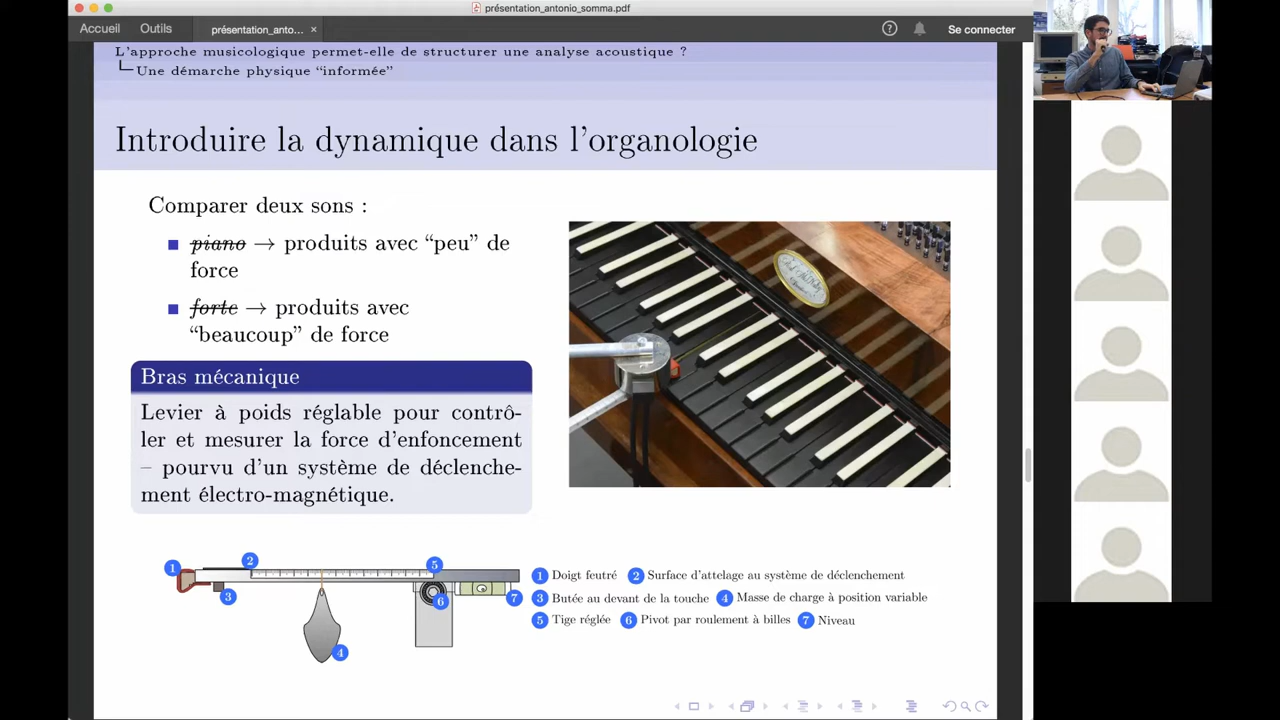 présentation_antonio_somma.pdf
Accueil Outils présentation_anto... × Se connecter
L'approche musicologique permet-elle de structurer une analyse acoustique ?
Une démarche physique “informée”
Introduire la dynamique dans l'organologie
Comparer deux sons :
piano → produits avec “peu” de
force
forte → produits avec
“beaucoup” de force
Bras mécanique
Levier à poids réglable pour contrô-
ler et mesurer la force d'enfoncement
– pourvu d'un système de déclenche-
ment électro-magnétique.
1 2 3 4 5 6 7
1 Doigt feutré 2 Surface d'attelage au système de déclenchement
3 Butée au devant de la touche 4 Masse de charge à position variable
5 Tige réglée 6 Pivot par roulement à billes 7 Niveau